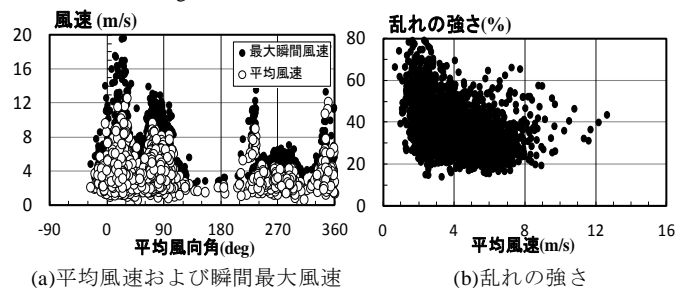 風速 (m/s)
20
16
12
8
4
0
最大瞬間風速
平均風速
-90 0 90 180 270 360
平均風向角(deg)
(a)平均風速および瞬間最大風速
乱れの強さ(%)
80
60
40
20
0
0 4 8 12 16
平均風速(m/s)
(b)乱れの強さ